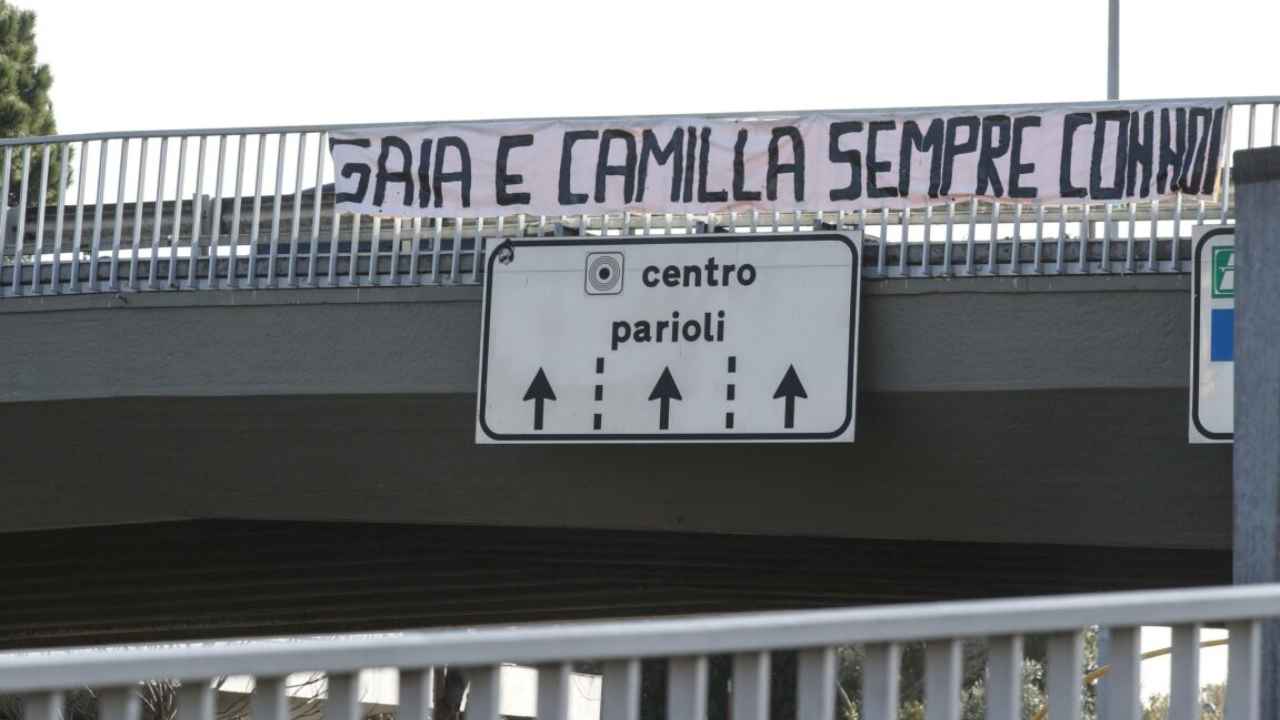 GAIA E CAMILLA SEMPRE CON NOI
centro
parioli